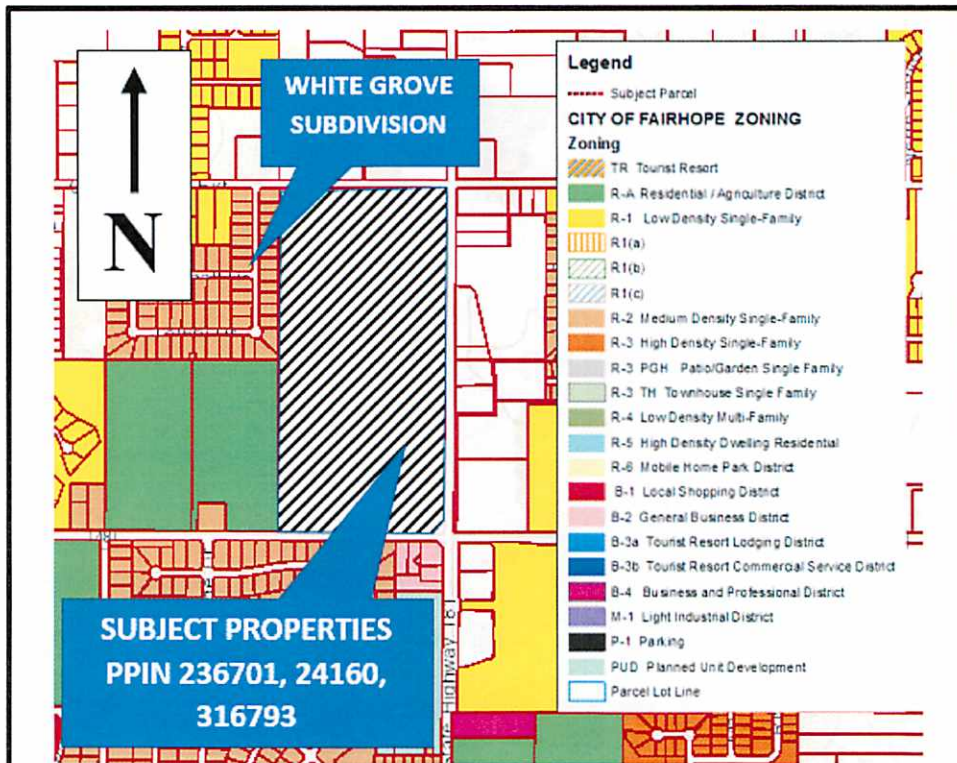 N
WHITE GROVE
SUBDIVISION
SUBJECT PROPERTIES
PPIN 236701, 24160,
316793
Highway 181
Legend
Subject Parcel
CITY OF FAIRHOPE ZONING
Zoning
TR Tourist Resort
R-A Residential / Agriculture District
R-1 Low Density Single-Family
R1(a)
R1(b)
R1(c)
R-2 Medium Density Single-Family
R-3 High Density Single-Family
R-3 PGH Patio/Garden Single Family
R-3 TH Townhouse Single Family
R-4 Low Density Multi-Family
R-5 High Density Dwelling Residential
R-6 Mobile Home Park District
B-1 Local Shopping District
B-2 General Business District
B-3a Tourist Resort Lodging District
B-3b Tourist Resort Commercial Service District
B-4 Business and Professional District
M-1 Light Industrial District
P-1 Parking
PUD Planned Unit Development
Parcel Lot Line